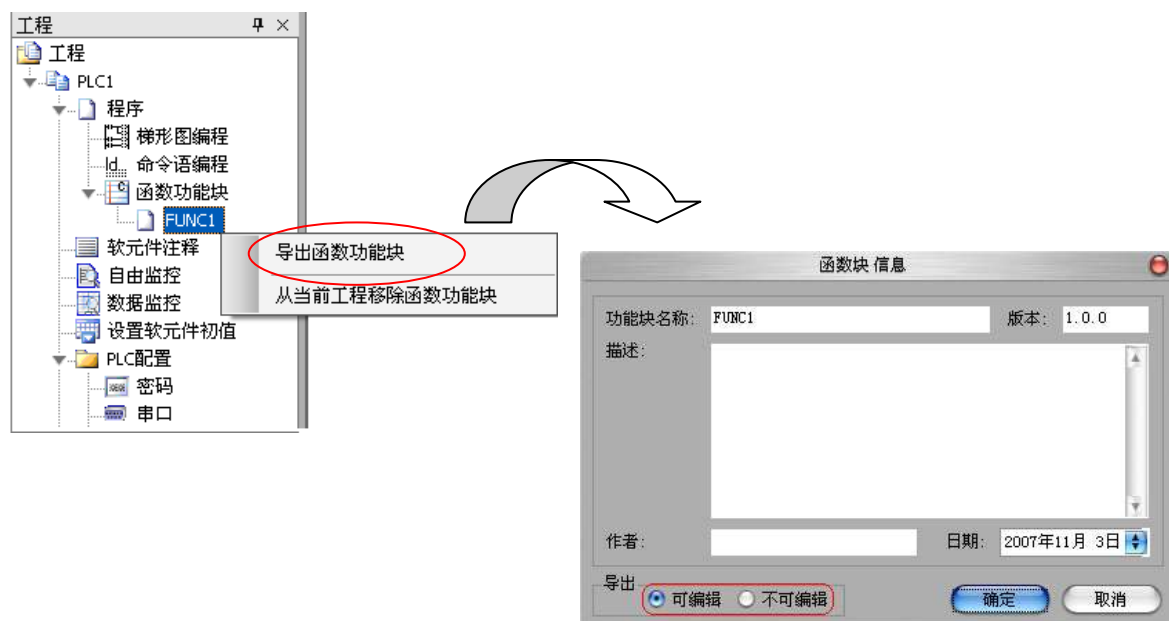 工程
工程
PLC1
程序
梯形图编程
ld... 命令语编程
函数功能块
FUNC1
软元件注释
自由监控
数据监控
设置软元件初值
PLC配置
密码
串口
导出函数功能块
从当前工程移除函数功能块
函数块 信息
功能块名称: FUNC1 版本: 1.0.0
描述:
作者: 日期: 2007年11月 3日
导出
可编辑 不可编辑 确定 取消